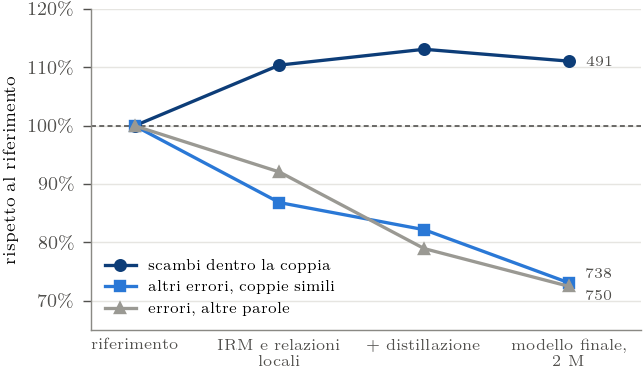 120%
110%
100%
90%
80%
70%
rispetto al riferimento
491
738
750
scambi dentro la coppia
altri errori, coppie simili
errori, altre parole
riferimento
IRM e relazioni
locali
+ distillazione
modello finale,
2 M